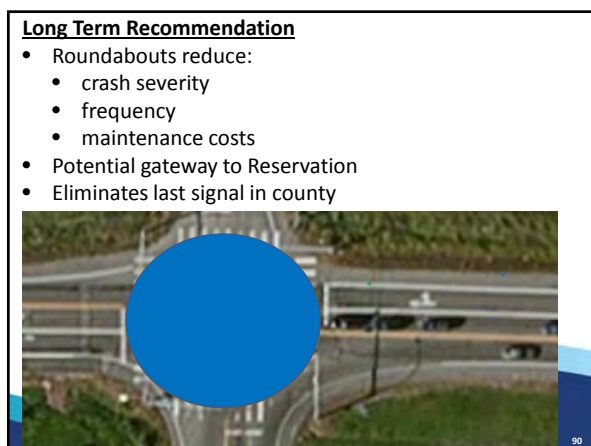 Long Term Recommendation
• Roundabouts reduce:
• crash severity
• frequency
• maintenance costs
• Potential gateway to Reservation
• Eliminates last signal in county
90